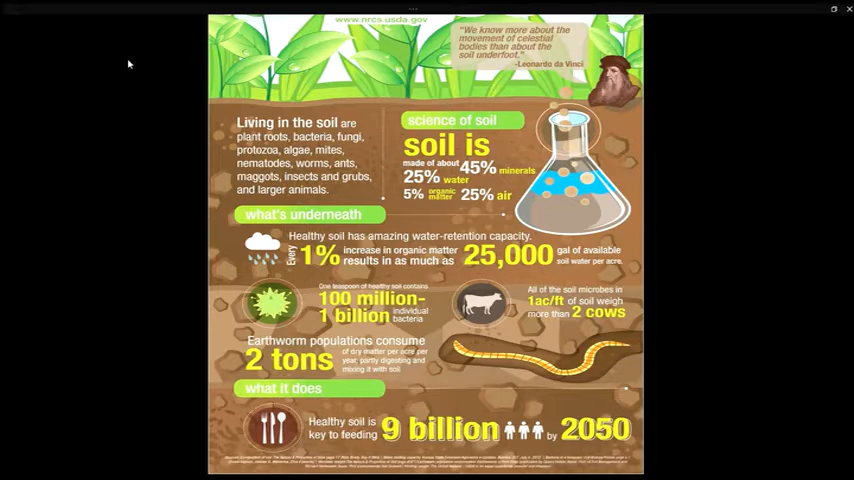 www.nrcs.usda.gov
"We know more about the
movement of celestial
bodies than about the
soil underfoot."
-Leonardo da Vinci
Living in the soil are
plant roots, bacteria, fungi,
protozoa, algae, mites,
nematodes, worms, ants,
maggots, insects and grubs,
and larger animals.
science of soil
soil is
made of about 45% minerals
25% water
5% organic matter 25% air
what's underneath
Healthy soil has amazing water-retention capacity.
Every 1% increase in organic matter
results in as much as 25,000 gal of available
soil water per acre.
One teaspoon of healthy soil contains
100 million-
1 billion individual
bacteria
All of the soil microbes in
1ac/ft of soil weigh
more than 2 cows
Earthworm populations consume
2 tons of dry matter per acre per
year, partly digesting and
mixing it with soil
what it does
Healthy soil is
key to feeding 9 billion by 2050